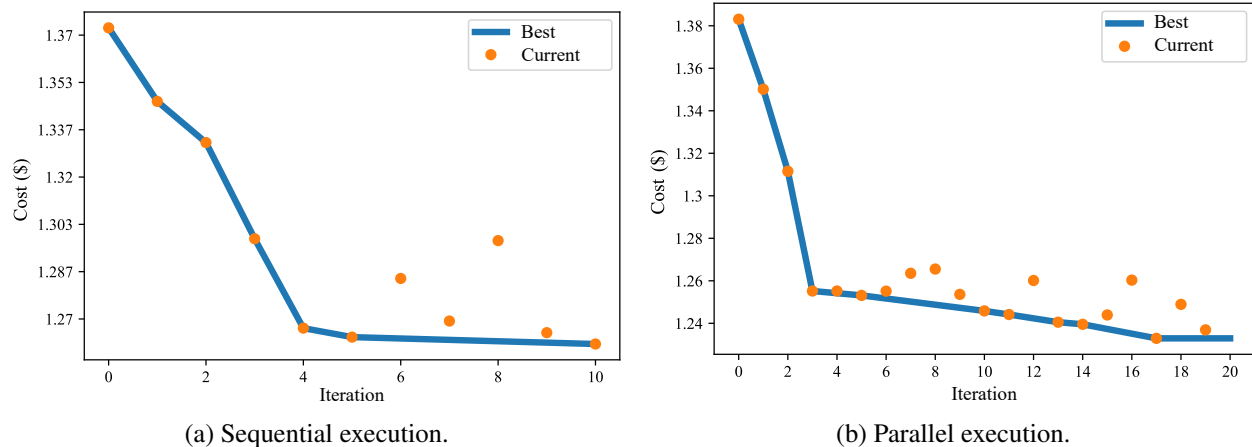 1.37
1.353
1.337
1.32
1.303
1.287
1.27
Cost ($)
Best
Current
0 2 4 6 8 10
Iteration
(a) Sequential execution.
1.38
1.36
1.34
1.32
1.3
1.28
1.26
1.24
Cost ($)
Best
Current
0 2 4 6 8 10 12 14 16 18 20
Iteration
(b) Parallel execution.